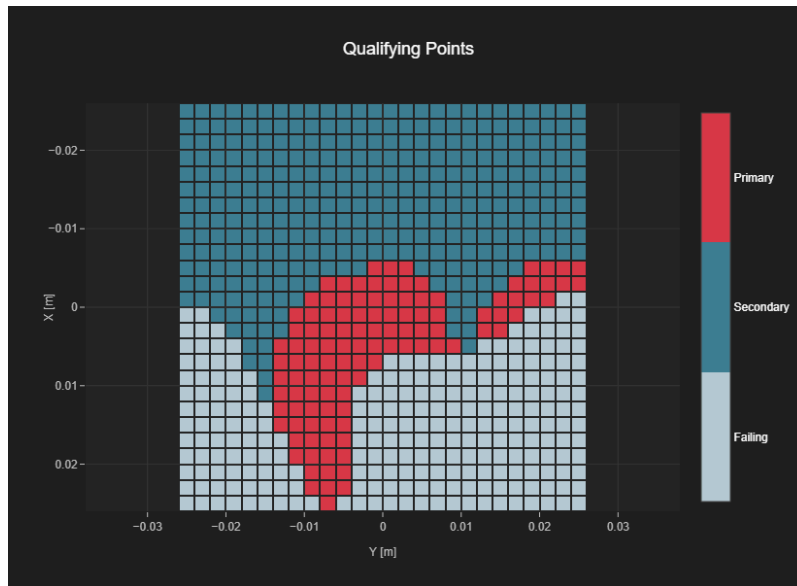 Qualifying Points
−0.02
−0.01
0
0.01
0.02
X [m]
−0.03
−0.02
−0.01
0
0.01
0.02
0.03
Y [m]
Primary
Secondary
Failing